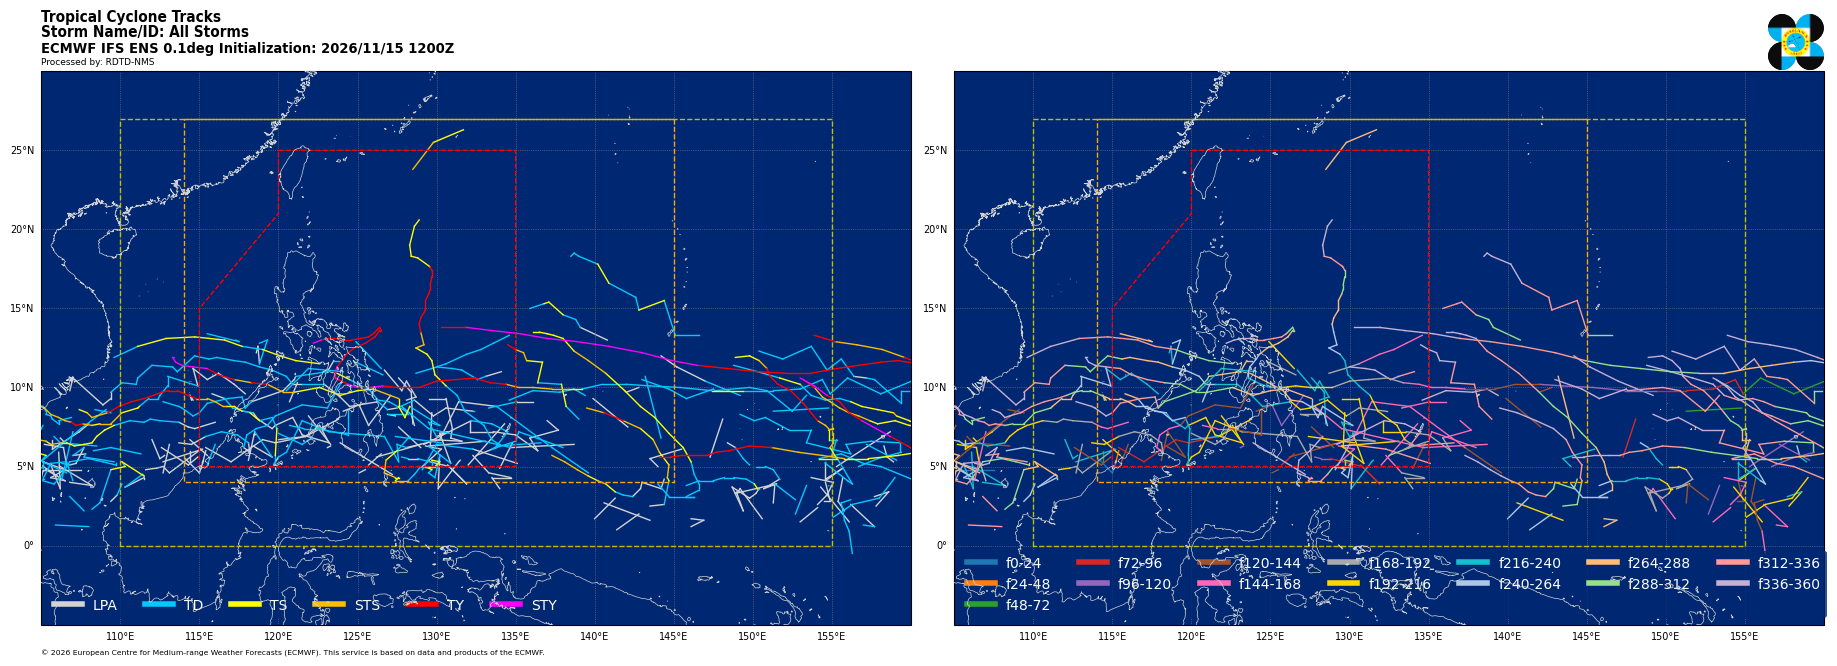 Tropical Cyclone Tracks
Storm Name/ID: All Storms
ECMWF IFS ENS 0.1deg Initialization: 2026/11/15 1200Z
Processed by: RDTD-NMS
25°N 25°N
20°N 20°N
15°N 15°N
10°N 10°N
5°N 5°N
0° 0°
LPA TD TS STS TY STY
f0-24 f72-96 f120-144 f168-192 f216-240 f264-288 f312-336
f24-48 f96-120 f144-168 f192-216 f240-264 f288-312 f336-360
f48-72
110°E 115°E 120°E 125°E 130°E 135°E 140°E 145°E 150°E 155°E
110°E 115°E 120°E 125°E 130°E 135°E 140°E 145°E 150°E 155°E
© 2026 European Centre for Medium-range Weather Forecasts (ECMWF). This service is based on data and products of the ECMWF.